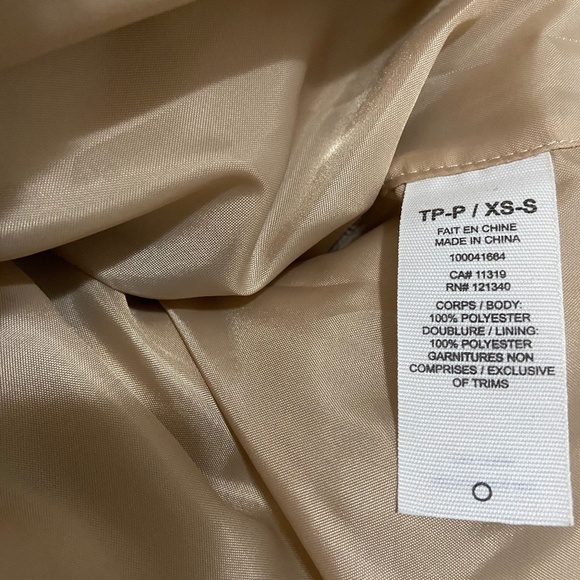 TP-P / XS-S
FAIT EN CHINE
MADE IN CHINA
100041664
CA# 11319
RN# 121340
CORPS / BODY:
100% POLYESTER
DOUBLURE / LINING:
100% POLYESTER
GARNITURES NON
COMPRISES / EXCLUSIVE
OF TRIMS